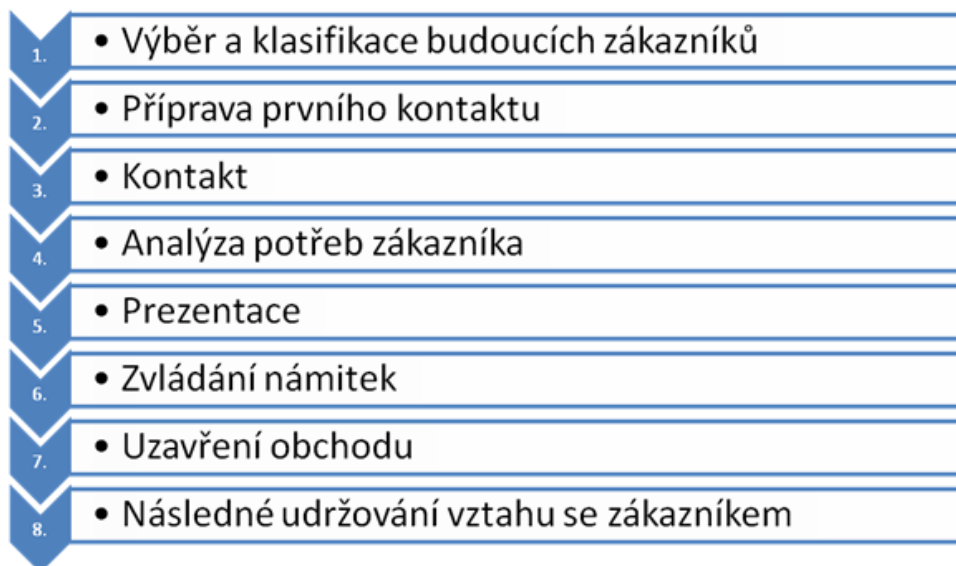 1. • Výběr a klasifikace budoucích zákazníků
2. • Příprava prvního kontaktu
3. • Kontakt
4. • Analýza potřeb zákazníka
5. • Prezentace
6. • Zvládání námitek
7. • Uzavření obchodu
8. • Následné udržování vztahu se zákazníkem